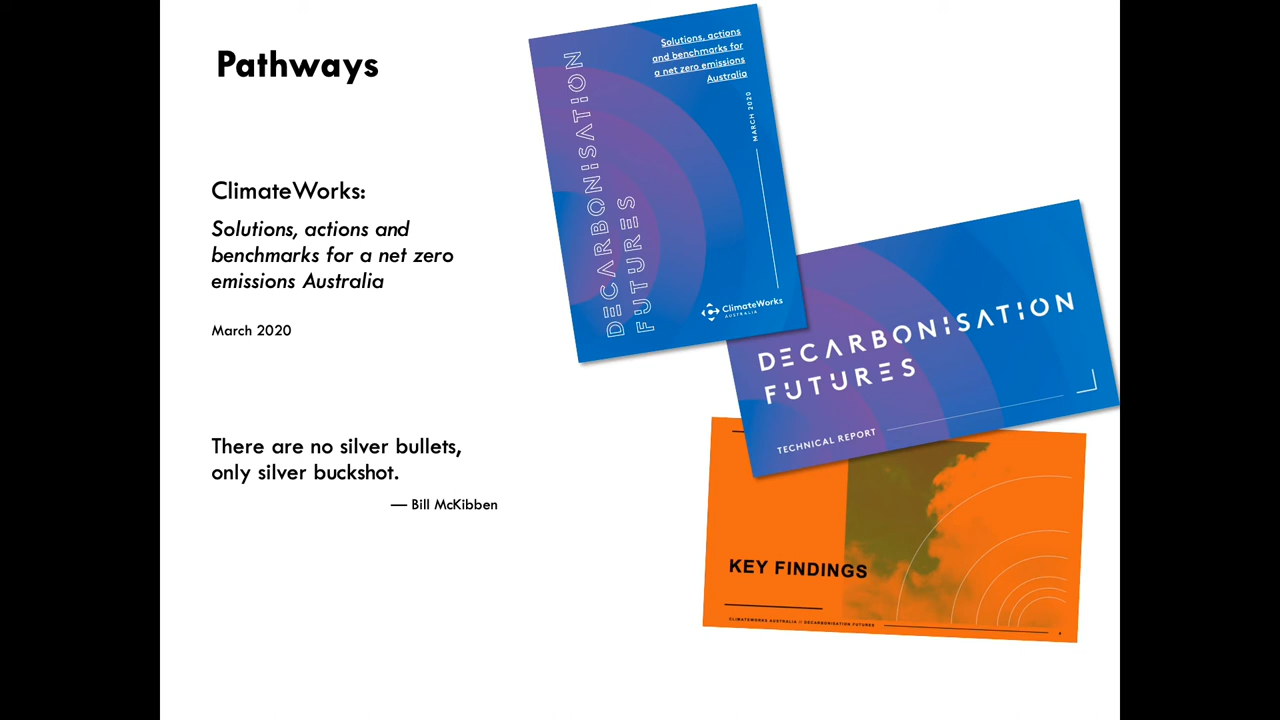 Pathways
ClimateWorks:
Solutions, actions and
benchmarks for a net zero
emissions Australia
March 2020
There are no silver bullets,
only silver buckshot.
— Bill McKibben
Solutions, actions
and benchmarks for
a net zero emissions
Australia
MARCH 2020
DECARBONISATION
FUTURES
ClimateWorks
AUSTRALIA
DECARBONISATION
FUTURES
TECHNICAL REPORT
KEY FINDINGS
CLIMATEWORKS AUSTRALIA // DECARBONISATION FUTURES